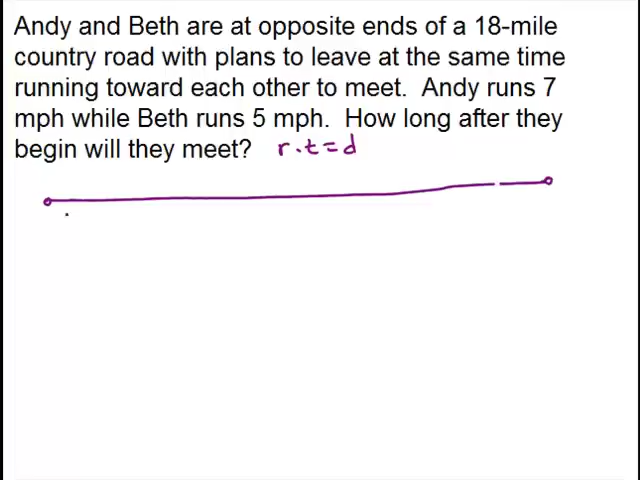 Andy and Beth are at opposite ends of a 18-mile
country road with plans to leave at the same time
running toward each other to meet.  Andy runs 7
mph while Beth runs 5 mph.  How long after they
begin will they meet? r·t=d